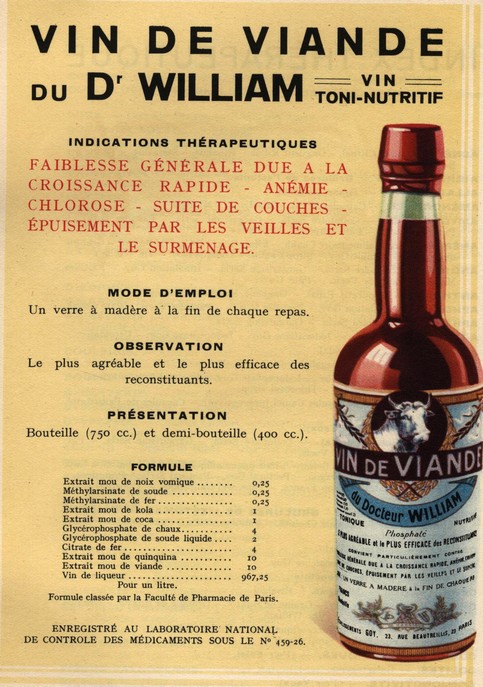 VIN DE VIANDE
DU Dr WILLIAM VIN
TONI-NUTRITIF
INDICATIONS THÉRAPEUTIQUES
FAIBLESSE GÉNÉRALE DUE A LA
CROISSANCE RAPIDE - ANÉMIE -
CHLOROSE - SUITE DE COUCHES -
ÉPUISEMENT PAR LES VEILLES ET
LE SURMENAGE.
MODE D'EMPLOI
Un verre à madère à la fin de chaque repas.
OBSERVATION
Le plus agréable et le plus efficace des
reconstituants.
PRÉSENTATION
Bouteille (750 cc.) et demi-bouteille (400 cc.).
FORMULE
Extrait mou de noix vomique........ 0,25
Méthylarsinate de soude ............ 0,25
Méthylarsinate de fer .............. 0,25
Extrait mou de kola ................ 1
Extrait mou de coca ................ 1
Glycérophosphate de chaux.......... 4
Glycérophosphate de soude liquide.... 2
Citrate de fer...................... 4
Extrait mou de quinquina .......... 10
Extrait mou de viande .............. 10
Vin de liqueur...................... 967,25
Pour un litre.
Formule classée par la Faculté de Pharmacie de Paris.
ENREGISTRÉ AU LABORATOIRE NATIONAL
DE CONTROLE DES MÉDICAMENTS SOUS LE No 459-26.
VIN DE VIANDE
du Docteur WILLIAM
TONIQUE NUTRITIF
Phosphaté
PLUS AGRÉABLE et le PLUS EFFICACE des RECONSTITUANTS
CONVIENT PARTICULIÈREMENT CONTRE
GÉNÉRALE DUE A LA CROISSANCE RAPIDE, ANÉMIE
DE COUCHES, ÉPUISEMENT PAR LES VEILLES ET LE
UN VERRE A MADERE à la FIN DE CHAQUE
GOY, 23, RUE BEAUTREILLIS, 23 PARIS